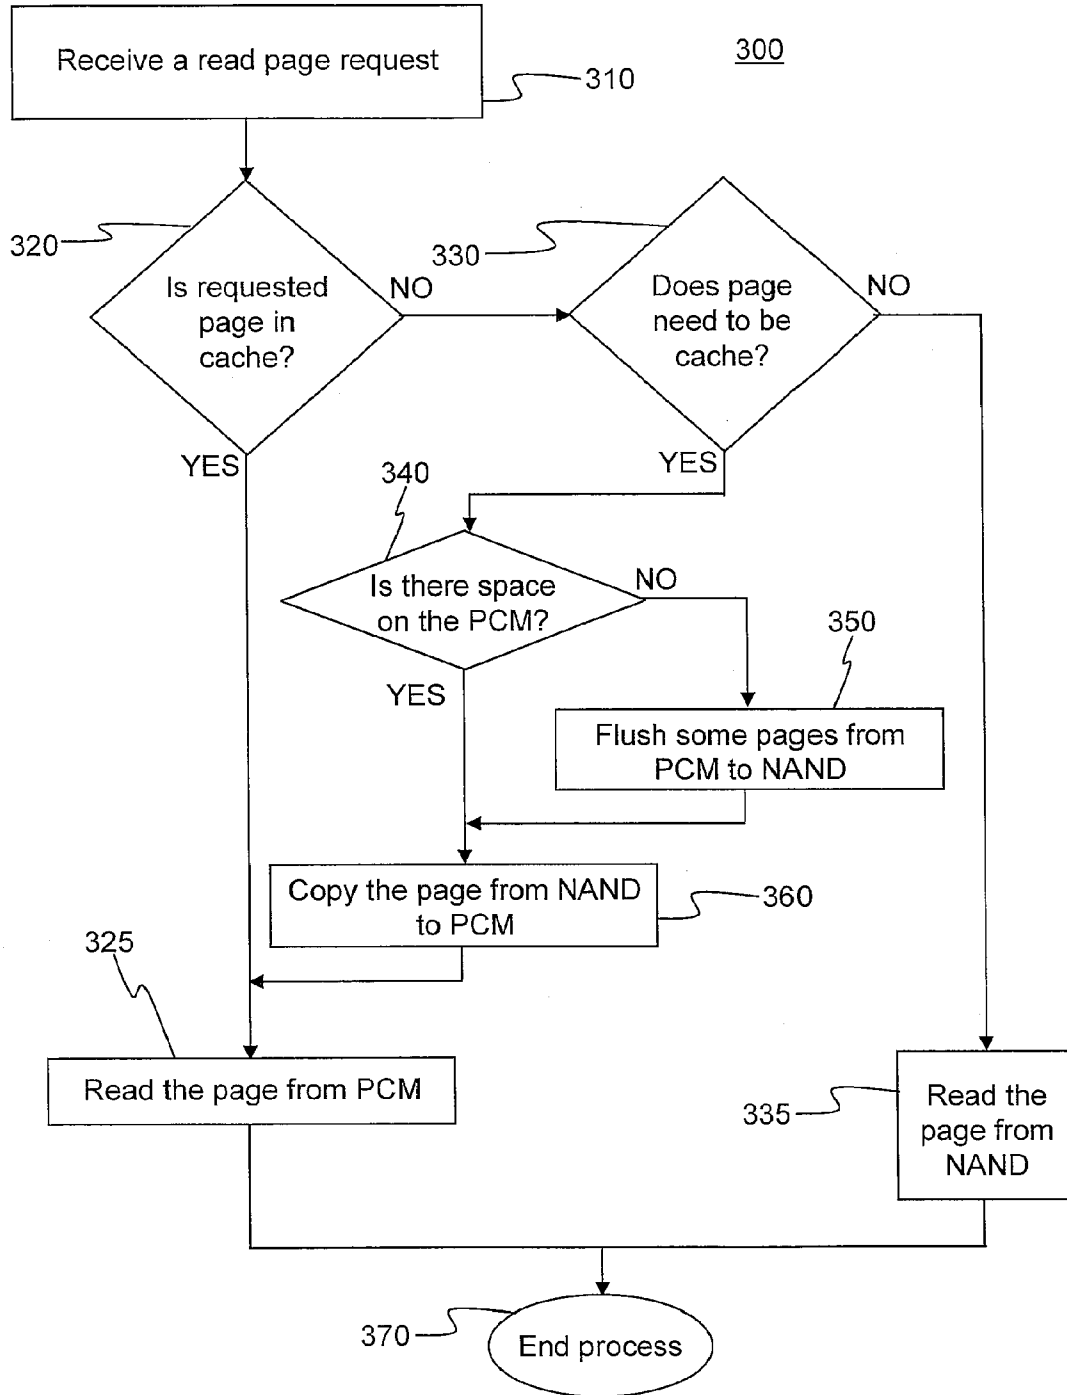 Receive a read page request
300
310
320
330
Is requested
page in
cache?
NO
Does page
need to be
cache?
NO
YES
YES
340
Is there space
on the PCM?
NO
350
YES
Flush some pages from
PCM to NAND
Copy the page from NAND
to PCM
360
325
Read the page from PCM
335
Read the
page from
NAND
370
End process